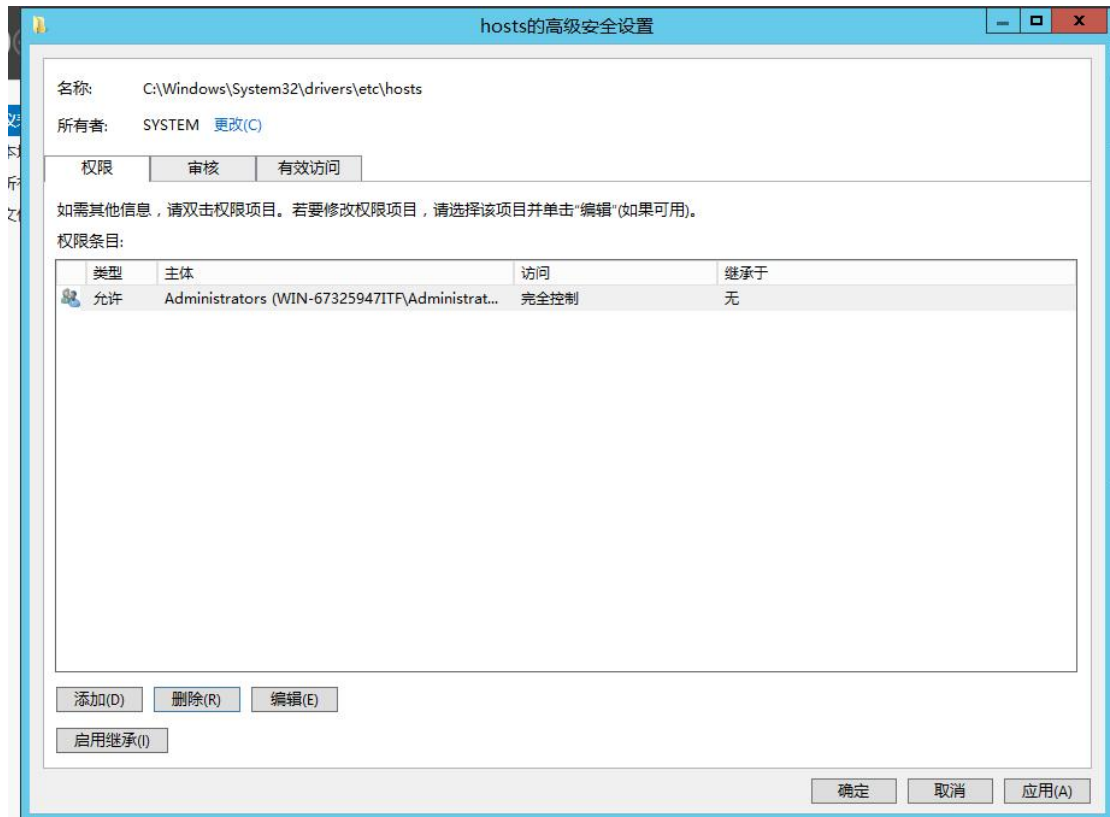 hosts的高级安全设置
名称: C:\Windows\System32\drivers\etc\hosts
所有者: SYSTEM 更改(C)
权限 审核 有效访问
如需其他信息，请双击权限项目。若要修改权限项目，请选择该项目并单击“编辑”(如果可用)。
权限条目:
类型 主体 访问 继承于
允许 Administrators (WIN-67325947ITF\Administrat... 完全控制 无
添加(D) 删除(R) 编辑(E)
启用继承(I)
确定 取消 应用(A)